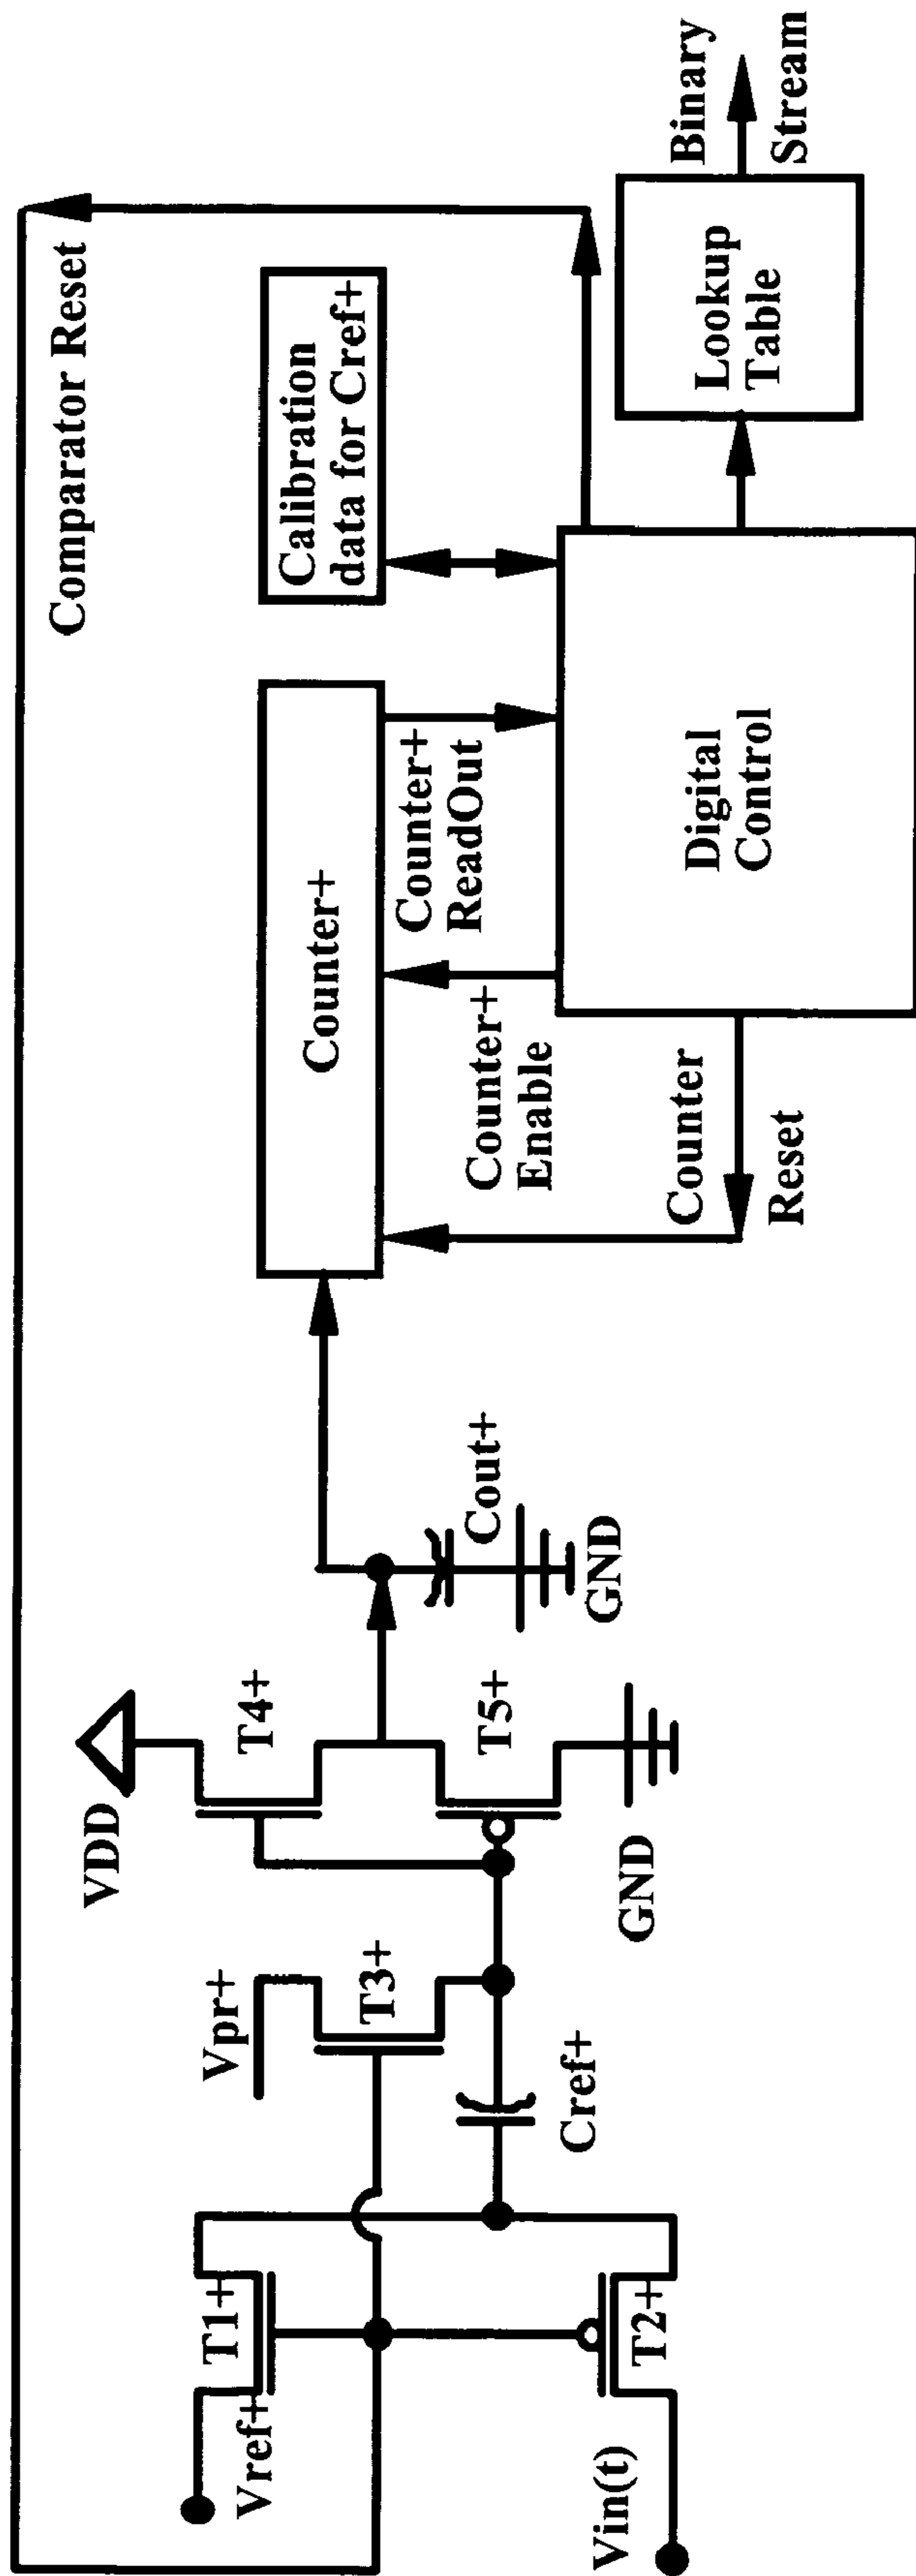 Comparator Reset
VDD
T4+
Vpr+
T3+
T1+
Vref+
Vin(t)
T2+
Cref+
T5+
GND
Cout+
GND
Counter+
Counter+
Enable
Counter+
ReadOut
Calibration
data for Cref+
Counter
Reset
Digital
Control
Lookup
Table
Binary
Stream